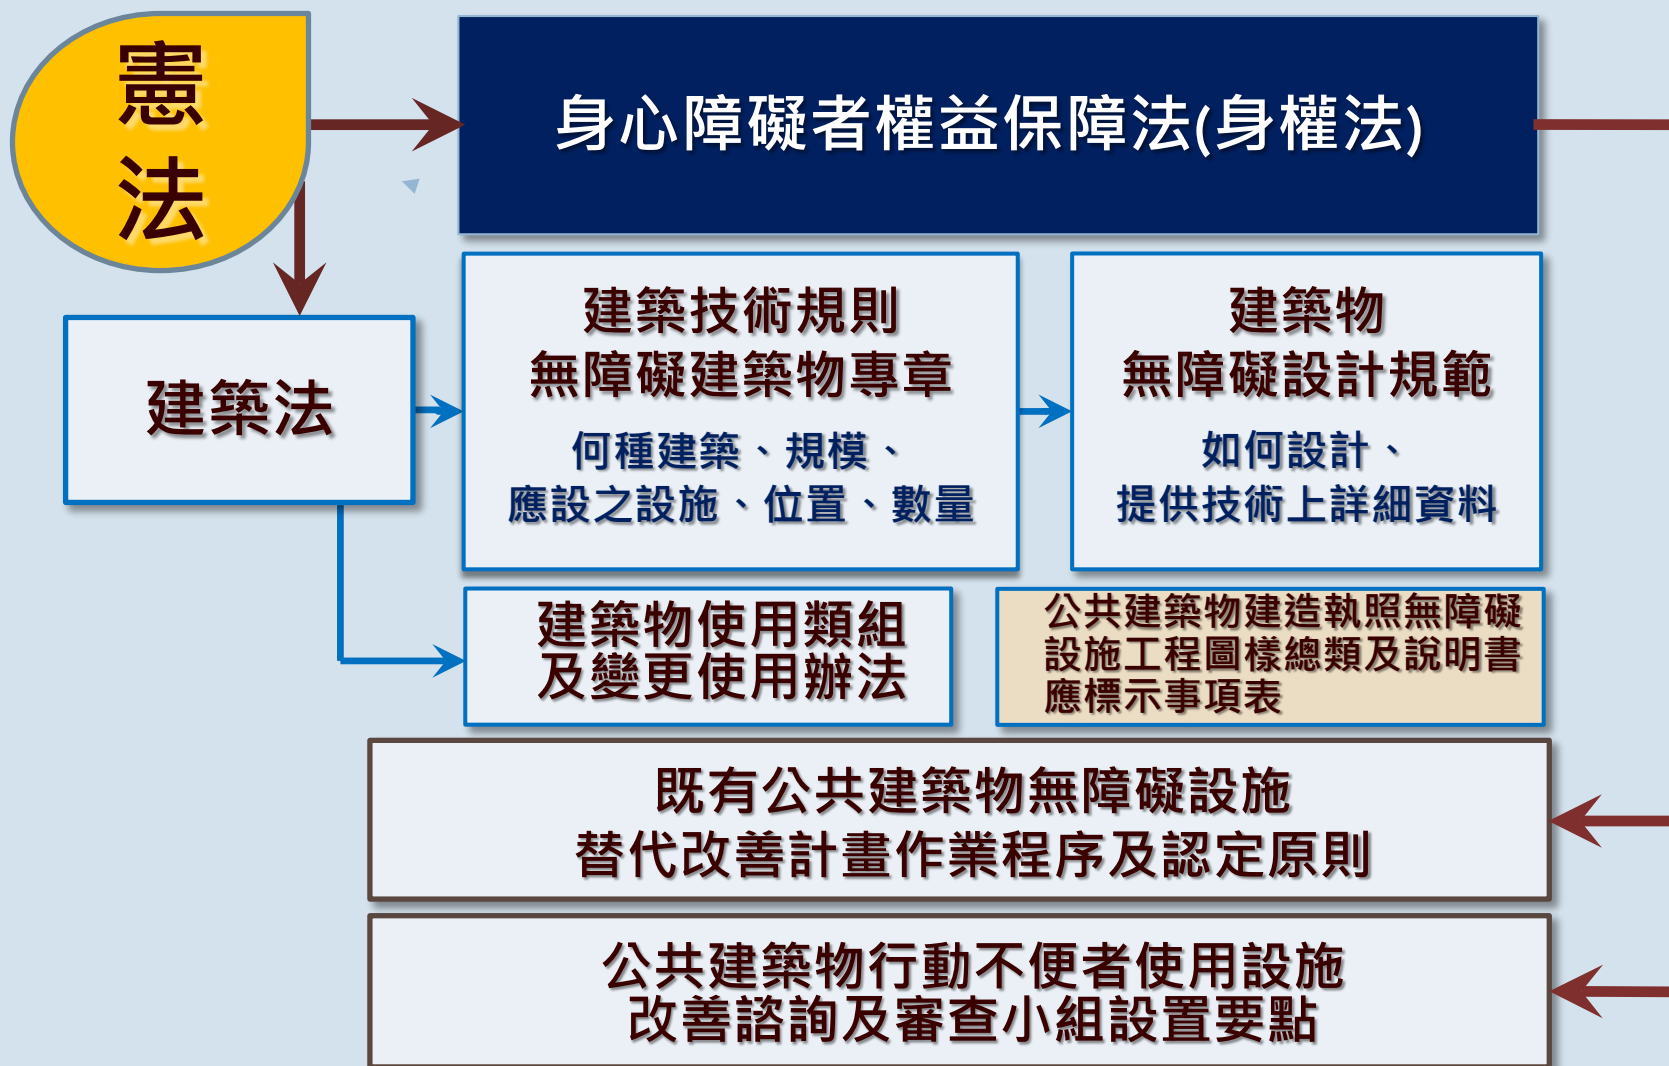 憲
法
身心障礙者權益保障法(身權法)
建築法
建築技術規則
無障礙建築物專章
何種建築、規模、
應設之設施、位置、數量
建築物
無障礙設計規範
如何設計、
提供技術上詳細資料
建築物使用類組
及變更使用辦法
公共建築物建造執照無障礙
設施工程圖樣總類及說明書
應標示事項表
既有公共建築物無障礙設施
替代改善計畫作業程序及認定原則
公共建築物行動不便者使用設施
改善諮詢及審查小組設置要點